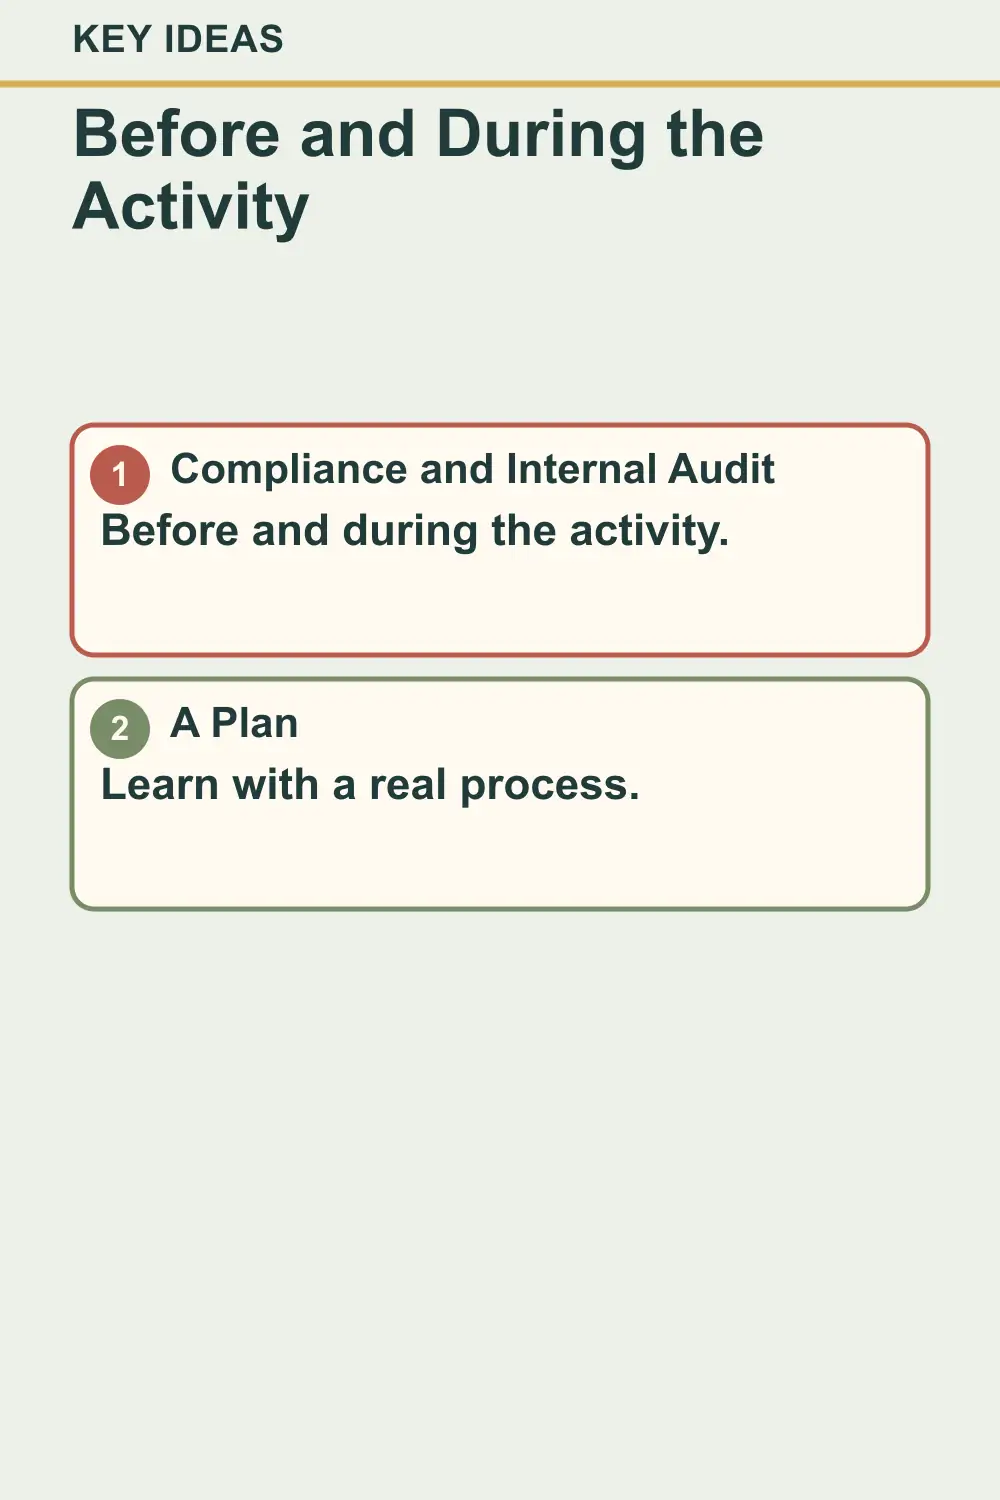 KEY IDEAS
Before and During the
Activity
1 Compliance and Internal Audit
Before and during the activity.
2 A Plan
Learn with a real process.